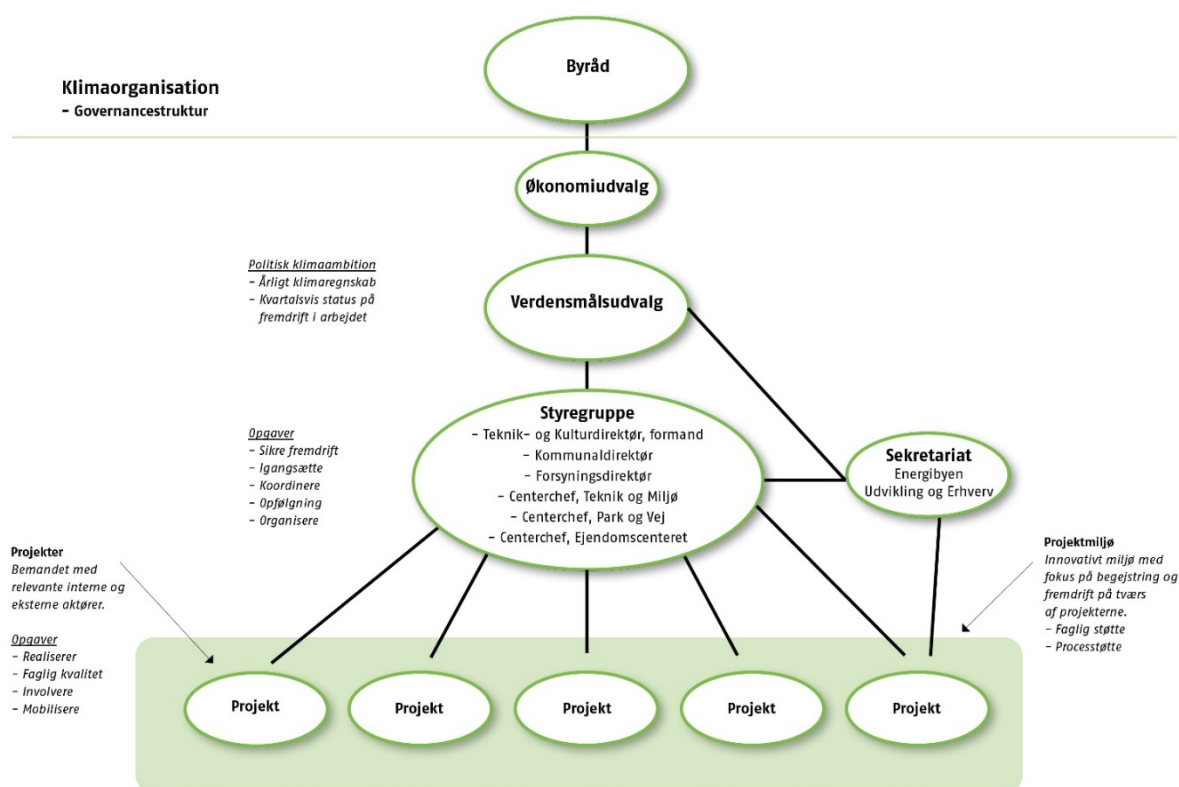 Byråd
Klimaorganisation
- Governancestruktur
Økonomiudvalg
Politisk klimaambition
- Årligt klimaregnskab
- Kvartalsvis status på
fremdrift i arbejdet
Verdensmålsudvalg
Styregruppe
- Teknik- og Kulturdirektør, formand
- Kommunaldirektør
- Forsyningsdirektør
- Centerchef, Teknik og Miljø
- Centerchef, Park og Vej
- Centerchef, Ejendomscenteret
Opgaver
- Sikre fremdrift
- Igangsætte
- Koordinere
- Opfølgning
- Organisere
Sekretariat
Energibyen
Udvikling og Erhverv
Projekter
Bemandet med
relevante interne og
eksterne aktører.
Opgaver
- Realiserer
- Faglig kvalitet
- Involvere
- Mobilisere
Projektmiljø
Innovativt miljø med
fokus på begejstring og
fremdrift på tværs
af projekterne.
- Faglig støtte
- Processtøtte
Projekt
Projekt
Projekt
Projekt
Projekt